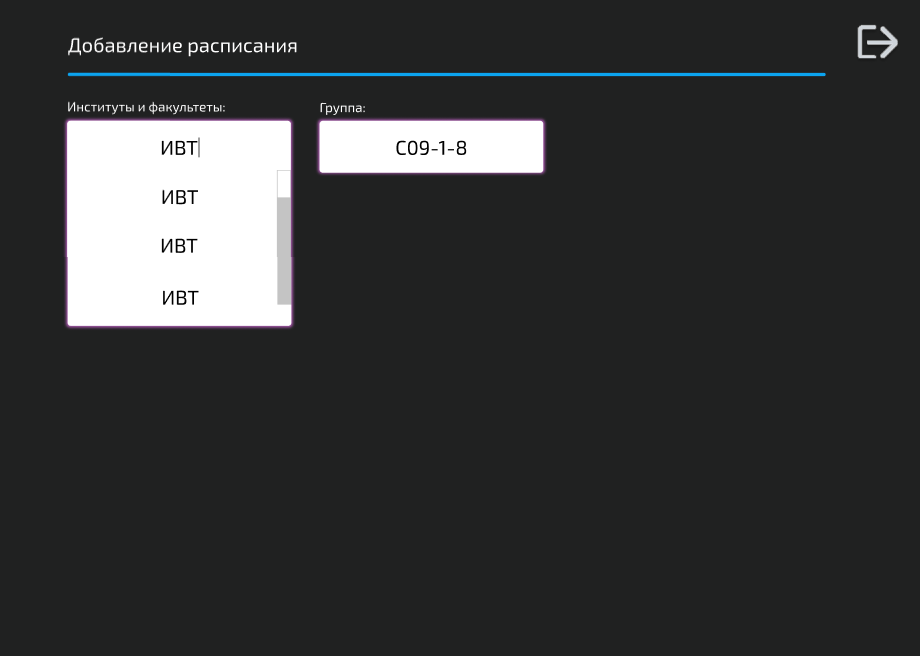 Добавление расписания
Институты и факультеты:
Группа:
ИВТ
С09-1-8
ИВТ
ИВТ
ИВТ